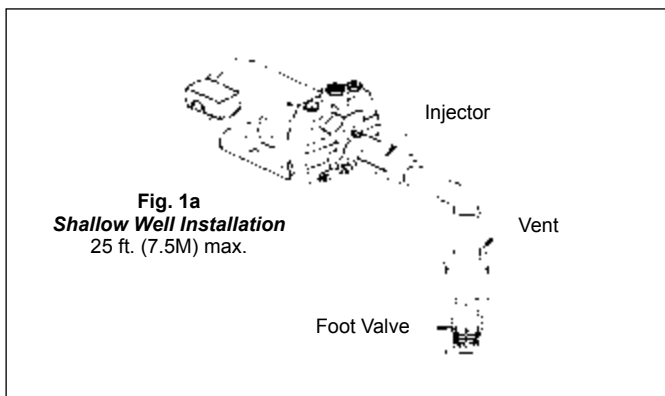 Injector
Fig. 1a
Shallow Well Installation
25 ft. (7.5M) max.
Vent
Foot Valve